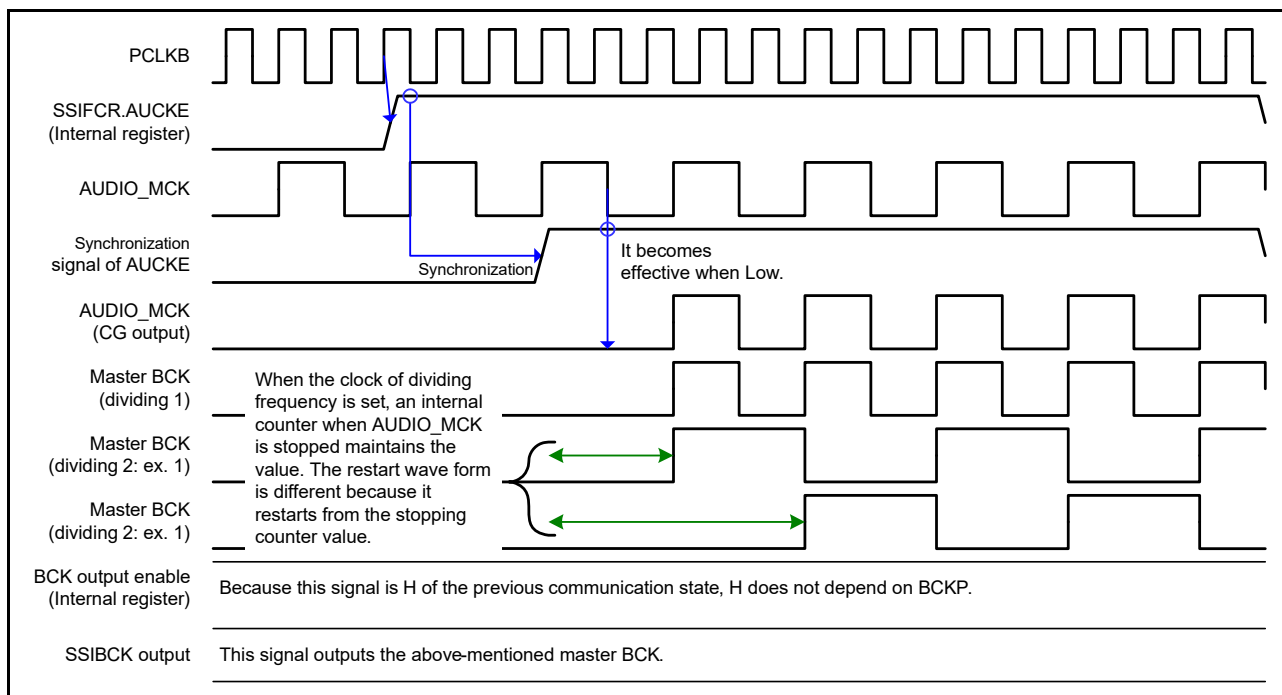 PCLKB
SSIFCR.AUCKE
(Internal register)
AUDIO_MCK
Synchronization
signal of AUCKE
Synchronization
It becomes
effective when Low.
AUDIO_MCK
(CG output)
Master BCK
(dividing 1)
When the clock of dividing
frequency is set, an internal
counter when AUDIO_MCK
is stopped maintains the
value. The restart wave form
is different because it
restarts from the stopping
counter value.
Master BCK
(dividing 2: ex. 1)
Master BCK
(dividing 2: ex. 1)
BCK output enable
(Internal register)
Because this signal is H of the previous communication state, H does not depend on BCKP.
SSIBCK output
This signal outputs the above-mentioned master BCK.